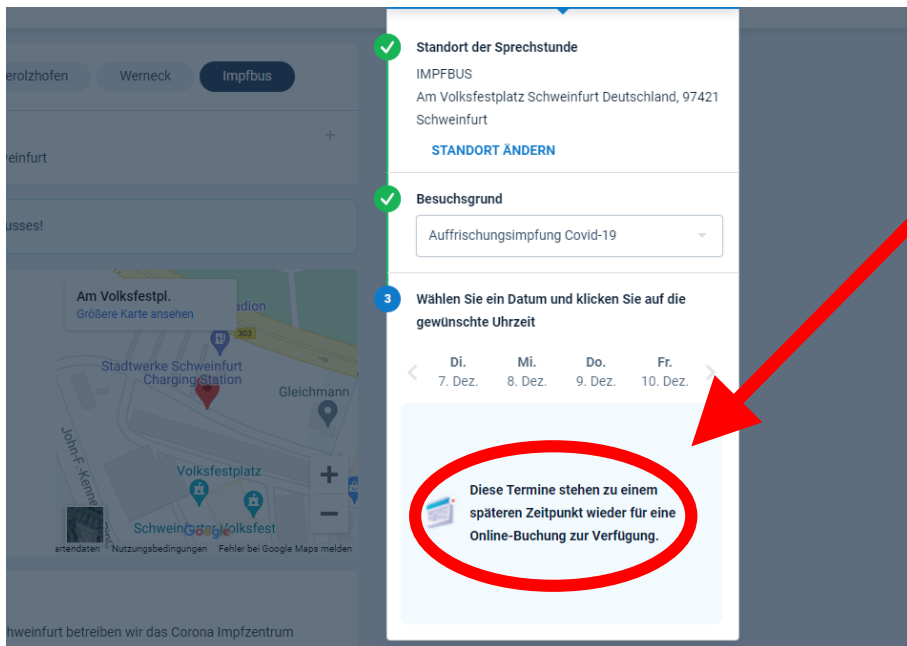 erolzhofen Werneck Impfbus
+
einfurt
usses!
Am Volksfestpl.
Größere Karte ansehen
adion
303
Stadtwerke Schweinfurt
Charging Station
Gleichmann
John-F.-Kenne
Volksfestplatz
+
−
Schweinfurter Volksfest
Google
artendaten Nutzungsbedingungen Fehler bei Google Maps melden
hweinfurt betreiben wir das Corona Impfzentrum
Standort der Sprechstunde
IMPFBUS
Am Volksfestplatz Schweinfurt Deutschland, 97421
Schweinfurt
STANDORT ÄNDERN
Besuchsgrund
Auffrischungsimpfung Covid-19
3 Wählen Sie ein Datum und klicken Sie auf die
gewünschte Uhrzeit
Di. Mi. Do. Fr.
7. Dez. 8. Dez. 9. Dez. 10. Dez.
Diese Termine stehen zu einem
späteren Zeitpunkt wieder für eine
Online-Buchung zur Verfügung.